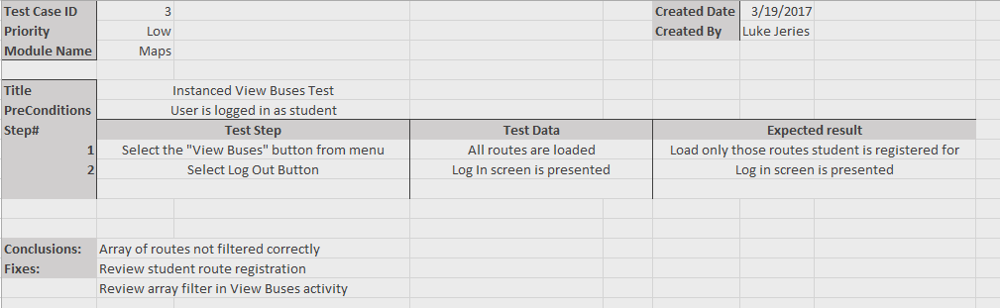 Test Case ID 3 Created Date 3/19/2017
Priority Low Created By Luke Jeries
Module Name Maps
Title Instanced View Buses Test
PreConditions User is logged in as student
Step# Test Step Test Data Expected result
1 Select the "View Buses" button from menu All routes are loaded Load only those routes student is registered for
2 Select Log Out Button Log In screen is presented Log in screen is presented
Conclusions: Array of routes not filtered correctly
Fixes: Review student route registration
Review array filter in View Buses activity